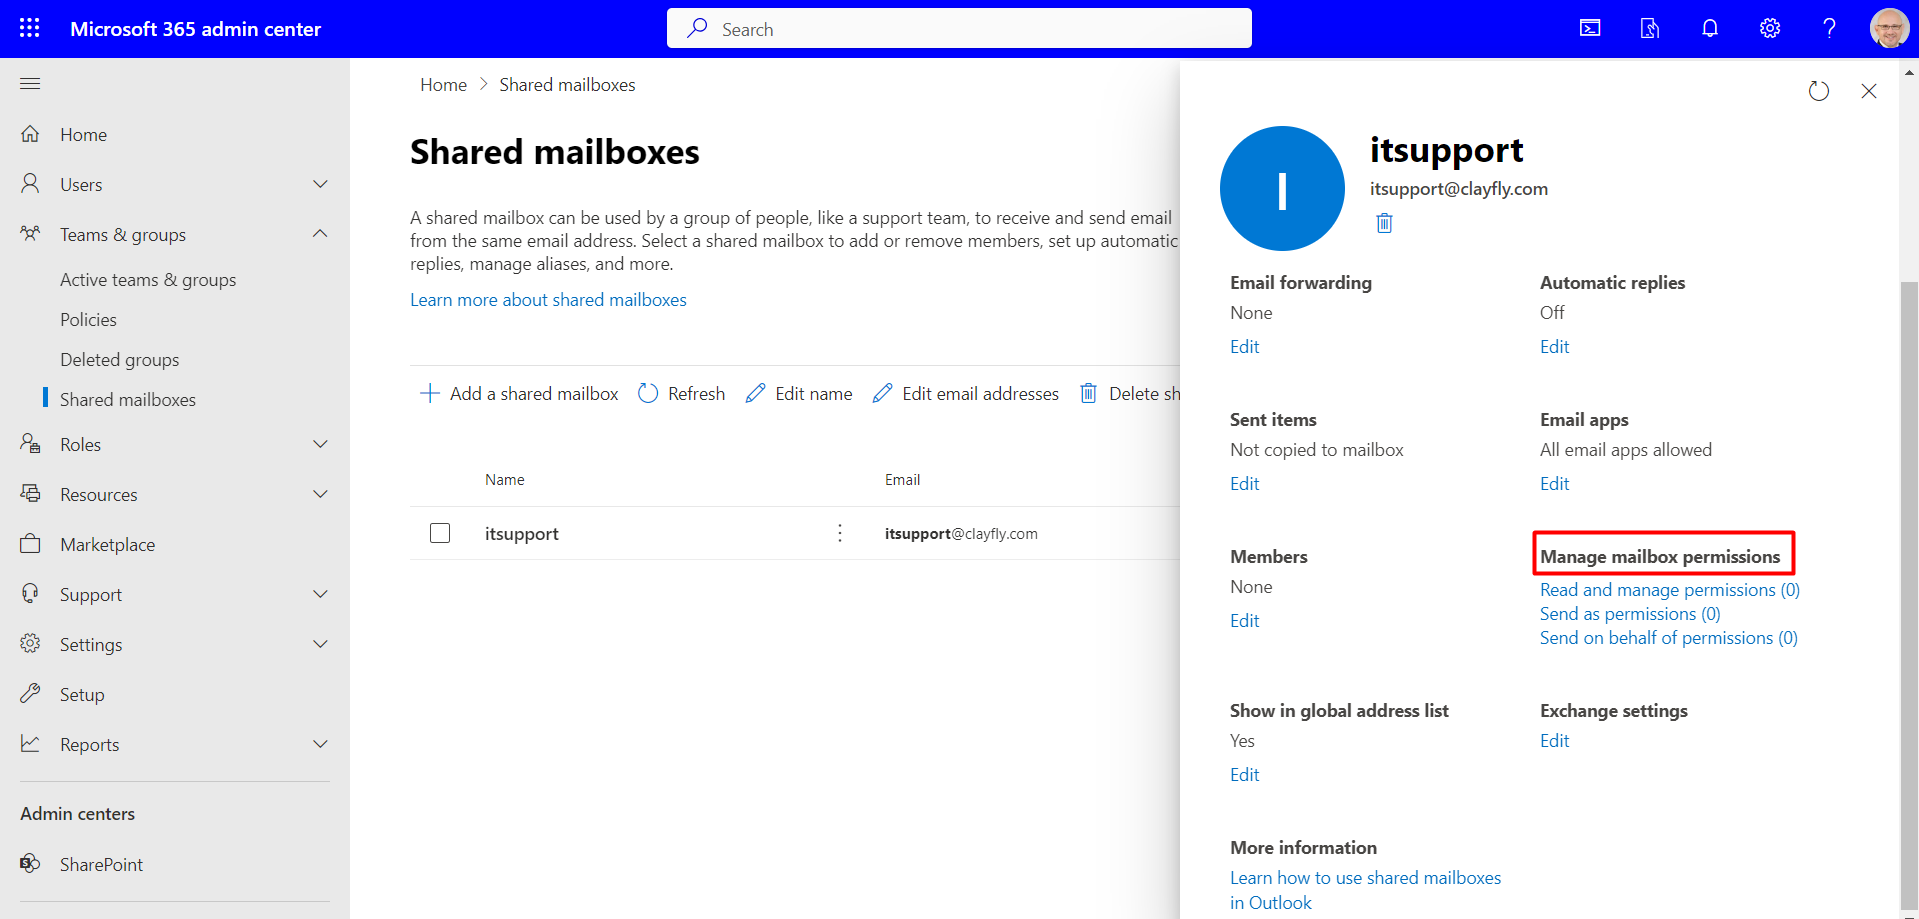 Microsoft 365 admin center
Search
Home
Users
Teams & groups
Active teams & groups
Policies
Deleted groups
Shared mailboxes
Roles
Resources
Marketplace
Support
Settings
Setup
Reports
Admin centers
SharePoint
Home > Shared mailboxes
Shared mailboxes
A shared mailbox can be used by a group of people, like a support team, to receive and send email
from the same email address. Select a shared mailbox to add or remove members, set up automatic
replies, manage aliases, and more.
Learn more about shared mailboxes
Add a shared mailbox Refresh Edit name Edit email addresses Delete sh
Name Email
itsupport itsupport@clayfly.com
I
itsupport
itsupport@clayfly.com
Email forwarding
None
Edit
Automatic replies
Off
Edit
Sent items
Not copied to mailbox
Edit
Email apps
All email apps allowed
Edit
Members
None
Edit
Manage mailbox permissions
Read and manage permissions (0)
Send as permissions (0)
Send on behalf of permissions (0)
Show in global address list
Yes
Edit
Exchange settings
Edit
More information
Learn how to use shared mailboxes
in Outlook